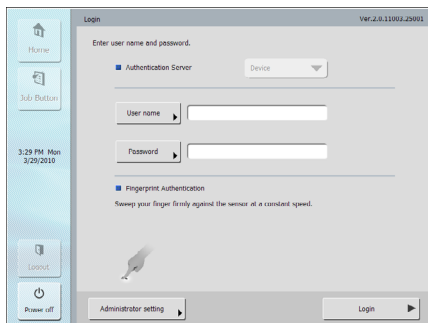 Login
Ver.2.0.11003.25001
Home
Job Button
3:29 PM Mon
3/29/2010
Logout
Power off
Enter user name and password.
Authentication Server
Device
User name
Password
Fingerprint Authentication
Sweep your finger firmly against the sensor at a constant speed.
Administrator setting
Login